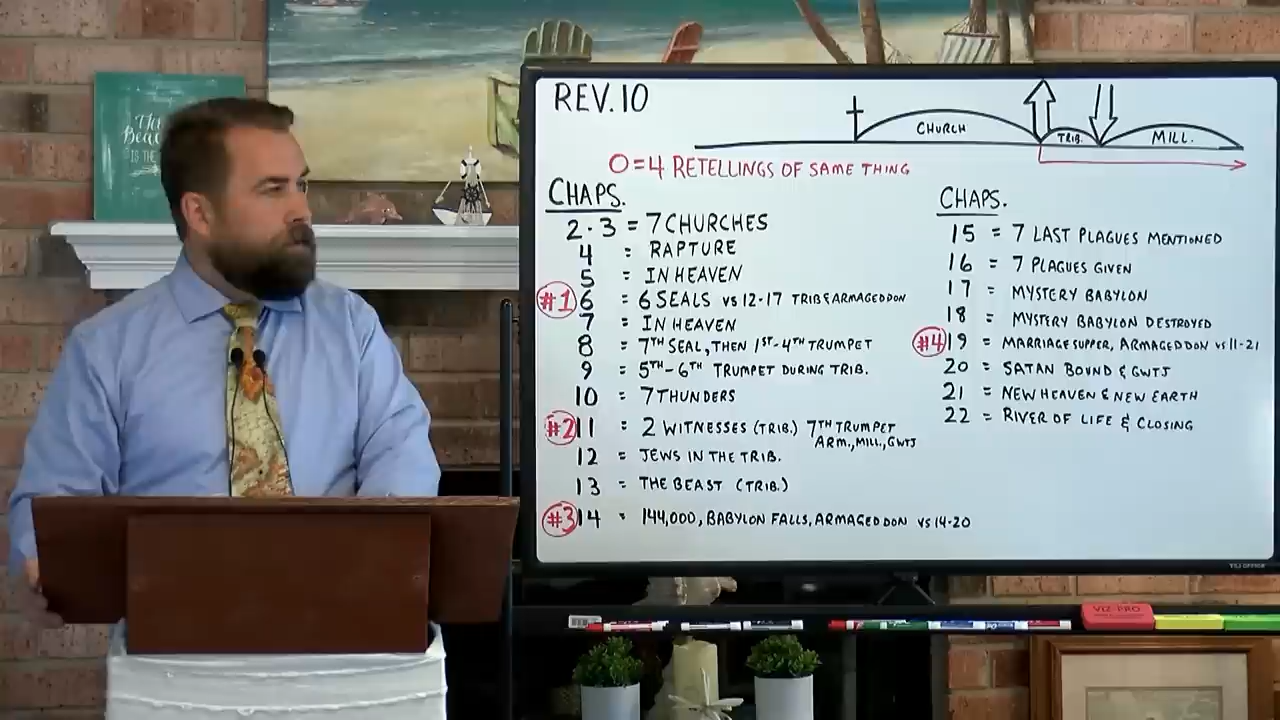 REV.10
CHURCH
TRIB.
MILL.
O=4 RETELLINGS OF SAME THING
CHAPS.
2·3 = 7 CHURCHES
4 = RAPTURE
5 = IN HEAVEN
#1 6 = 6 SEALS VS 12-17 TRIB & ARMAGEDDON
7 = IN HEAVEN
8 = 7TH SEAL, THEN 1ST-4TH TRUMPET
9 = 5TH-6TH TRUMPET DURING TRIB.
10 = 7 THUNDERS
#2 11 = 2 WITNESSES (TRIB.) 7TH TRUMPET
ARM., MILL., GWTJ
12 = JEWS IN THE TRIB.
13 = THE BEAST (TRIB.)
#3 14 = 144,000, BABYLON FALLS, ARMAGEDDON VS 14-20
CHAPS.
15 = 7 LAST PLAGUES MENTIONED
16 = 7 PLAGUES GIVEN
17 = MYSTERY BABYLON
18 = MYSTERY BABYLON DESTROYED
#4 19 = MARRIAGE SUPPER, ARMAGEDDON VS 11-21
20 = SATAN BOUND & GWTJ
21 = NEW HEAVEN & NEW EARTH
22 = RIVER OF LIFE & CLOSING
VIZ-PRO
IS THE